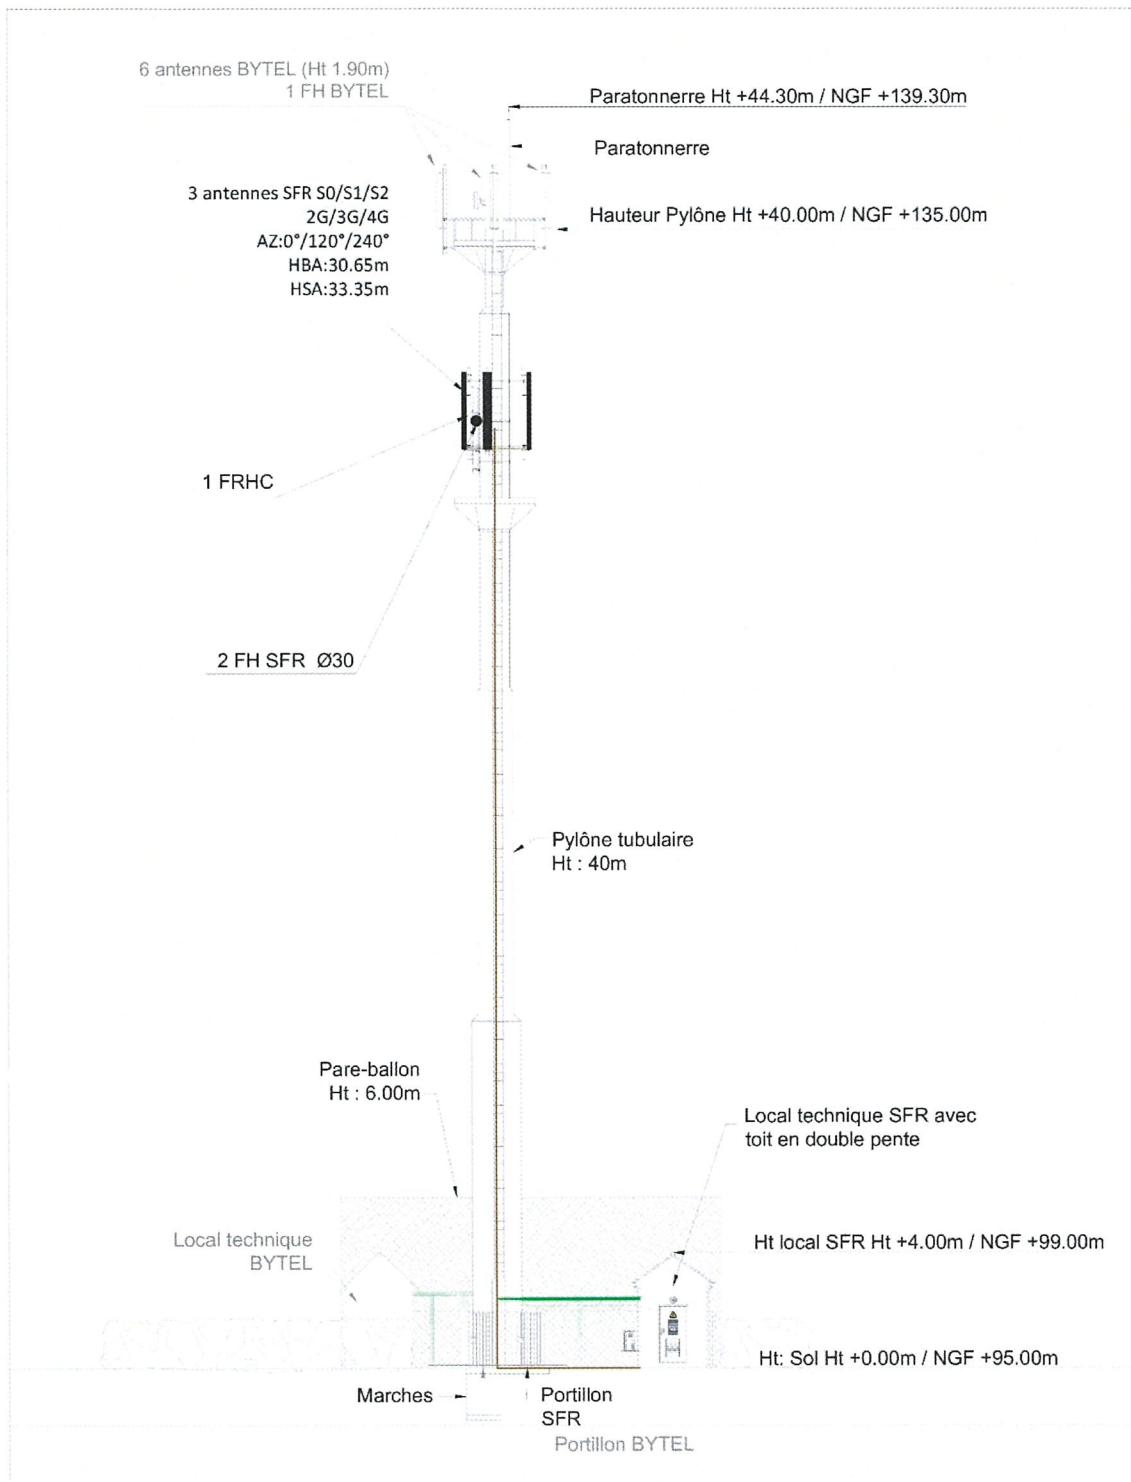 6 antennes BYTEL (Ht 1.90m)
1 FH BYTEL
Paratonnerre Ht +44.30m / NGF +139.30m
Paratonnerre
3 antennes SFR S0/S1/S2
2G/3G/4G
AZ:0°/120°/240°
HBA:30.65m
HSA:33.35m
Hauteur Pylône Ht +40.00m / NGF +135.00m
1 FRHC
2 FH SFR Ø30
Pylône tubulaire
Ht : 40m
Pare-ballon
Ht : 6.00m
Local technique SFR avec
toit en double pente
Local technique
BYTEL
Ht local SFR Ht +4.00m / NGF +99.00m
Ht: Sol Ht +0.00m / NGF +95.00m
Marches
Portillon
SFR
Portillon BYTEL